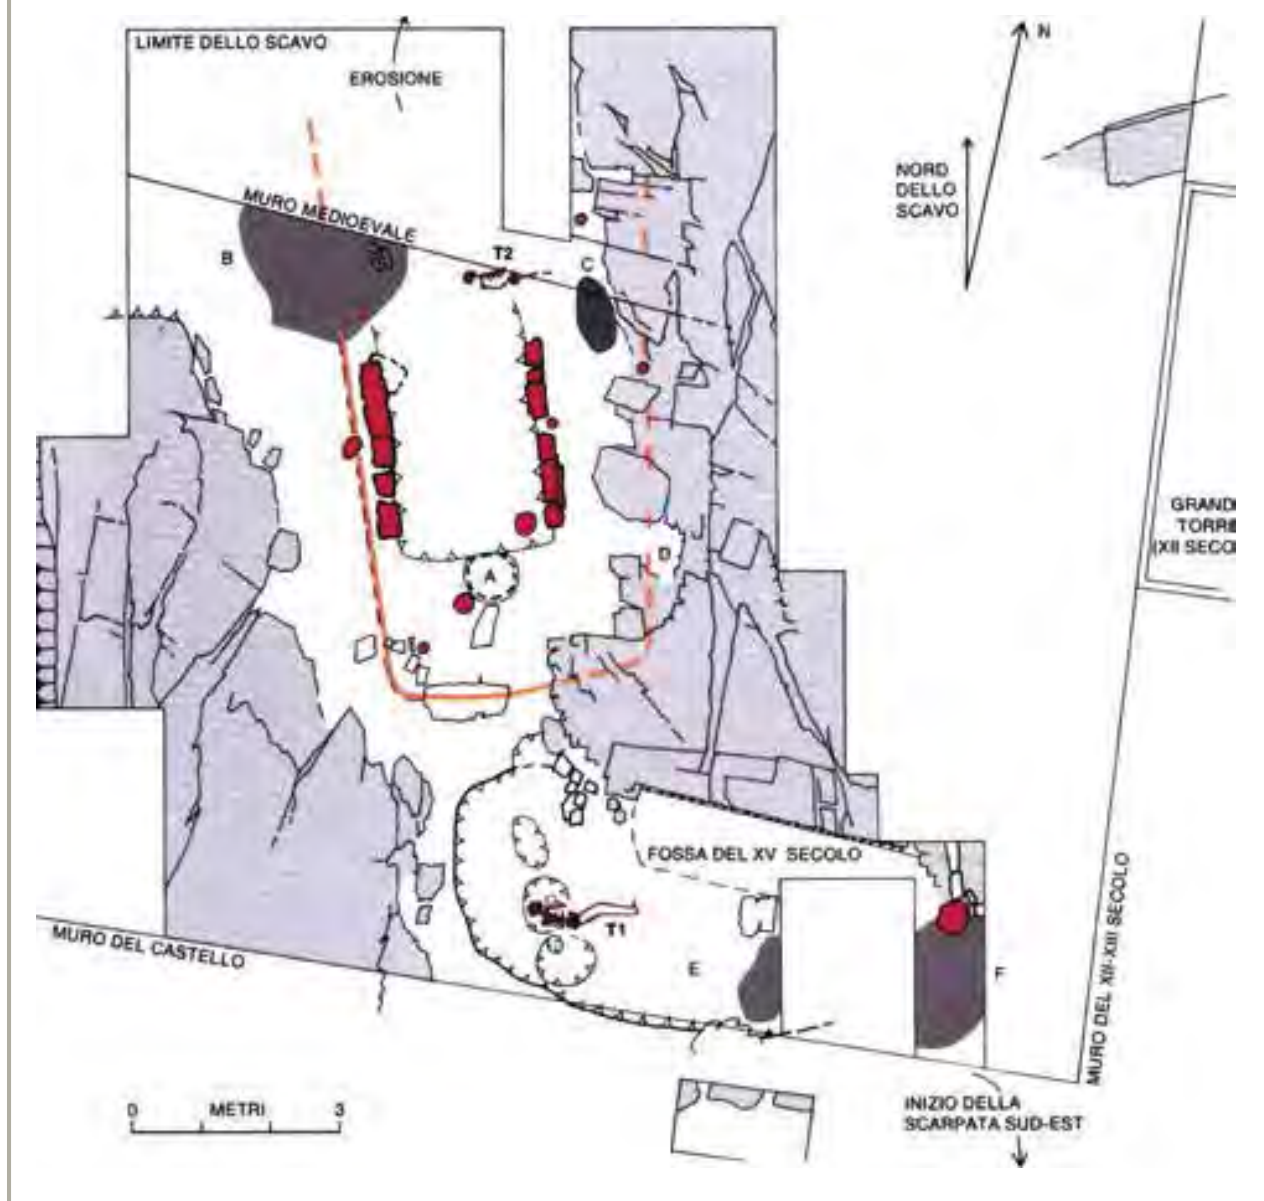 LIMITE DELLO SCAVO
EROSIONE
N
NORD
DELLO
SCAVO
MURO MEDIOEVALE
B
T2
C
GRAND
TORRE
(XII SECO
D
A
E
FOSSA DEL XV SECOLO
T1
G
E
F
MURO DEL CASTELLO
MURO DEL XII-XIII SECOLO
0 METRI 3
INIZIO DELLA
SCARPATA SUD-EST